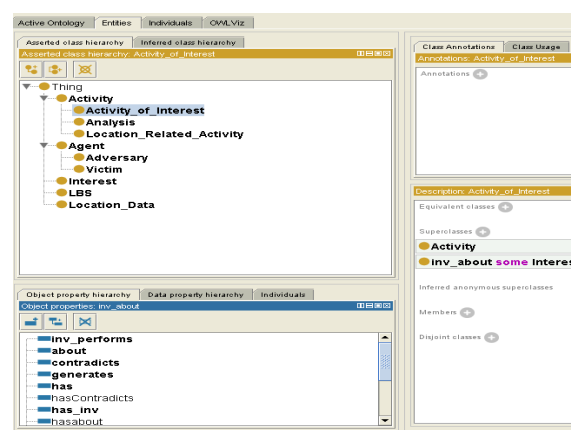 Active Ontology Entities Individuals OWLViz
Asserted class hierarchy Inferred class hierarchy
Asserted class hierarchy: Activity_of_Interest
Thing
Activity
Activity_of_Interest
Analysis
Location_Related_Activity
Agent
Adversary
Victim
Interest
LBS
Location_Data
Object property hierarchy Data property hierarchy Individuals
Object properties: inv_about
inv_performs
about
contradicts
generates
has
hasContradicts
has_inv
hasabout
Class Annotations Class Usage
Annotations: Activity_of_Interest
Annotations
Description: Activity_of_Interest
Equivalent classes
Superclasses
Activity
inv_about some Interes
Inferred anonymous superclasses
Members
Disjoint classes